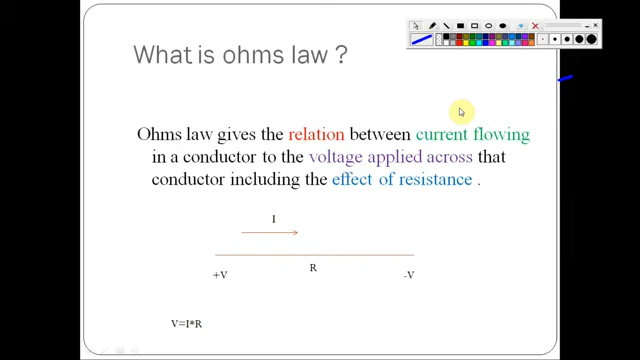 What is ohms law ?
Ohms law gives the relation between current flowing
in a conductor to the voltage applied across that
conductor including the effect of resistance .
I
R
+V
-V
V=I*R